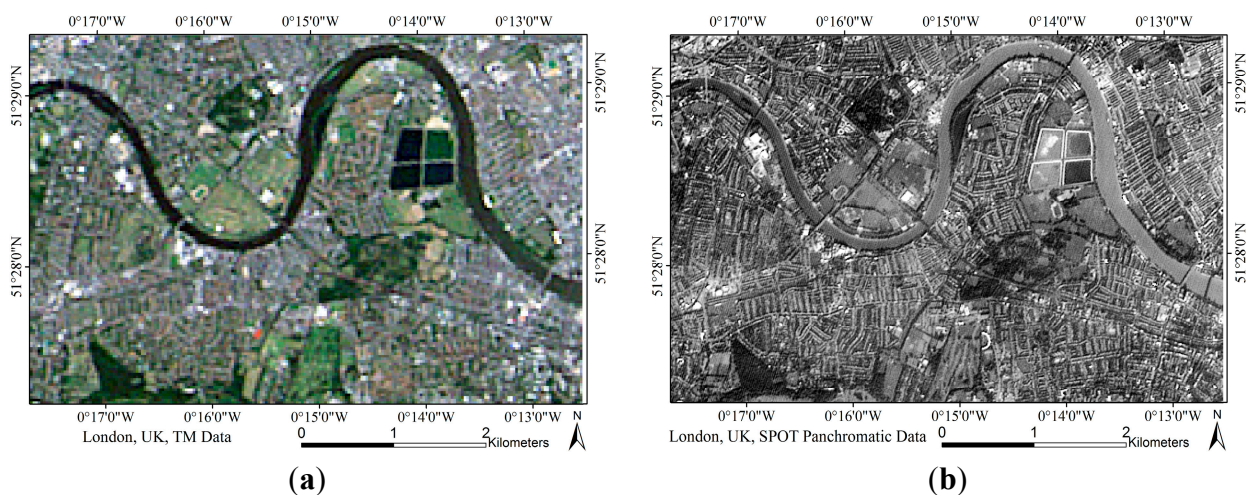 0°17'0"W 0°16'0"W 0°15'0"W 0°14'0"W 0°13'0"W
51°29'0"N
51°29'0"N
51°28'0"N
51°28'0"N
0°17'0"W 0°16'0"W 0°15'0"W 0°14'0"W 0°13'0"W
London, UK, TM Data
0 1 2
Kilometers
N
(a)
0°17'0"W 0°16'0"W 0°15'0"W 0°14'0"W 0°13'0"W
51°29'0"N
51°29'0"N
51°28'0"N
51°28'0"N
0°17'0"W 0°16'0"W 0°15'0"W 0°14'0"W 0°13'0"W
London, UK, SPOT Panchromatic Data
0 1 2
Kilometers
N
(b)